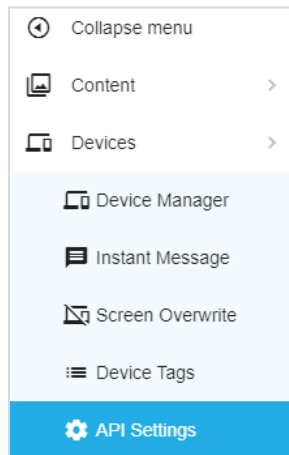 Collapse menu
Content
Devices
Device Manager
Instant Message
Screen Overwrite
Device Tags
API Settings